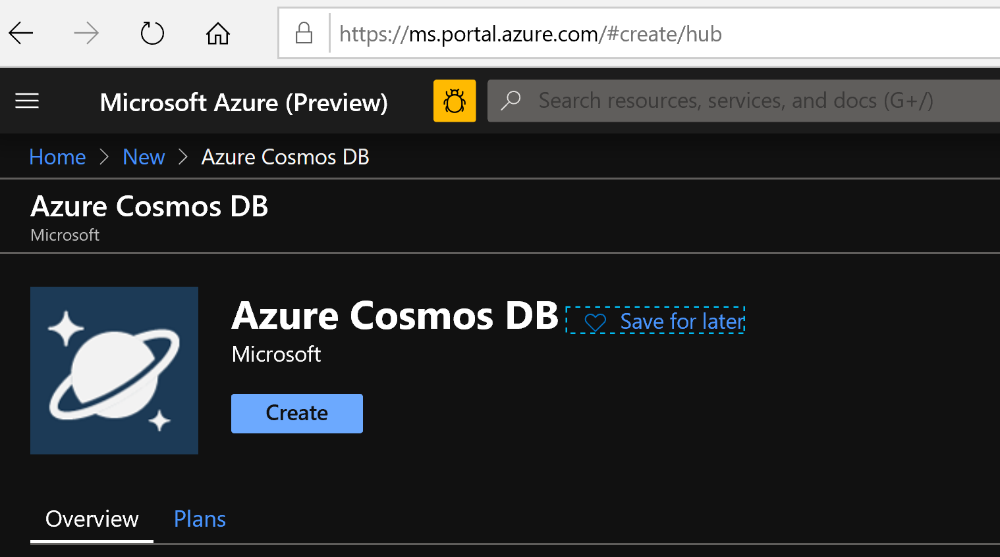 https://ms.portal.azure.com/#create/hub
Microsoft Azure (Preview)
Search resources, services, and docs (G+/)
Home > New > Azure Cosmos DB
Azure Cosmos DB
Microsoft
Azure Cosmos DB
Save for later
Microsoft
Create
Overview
Plans